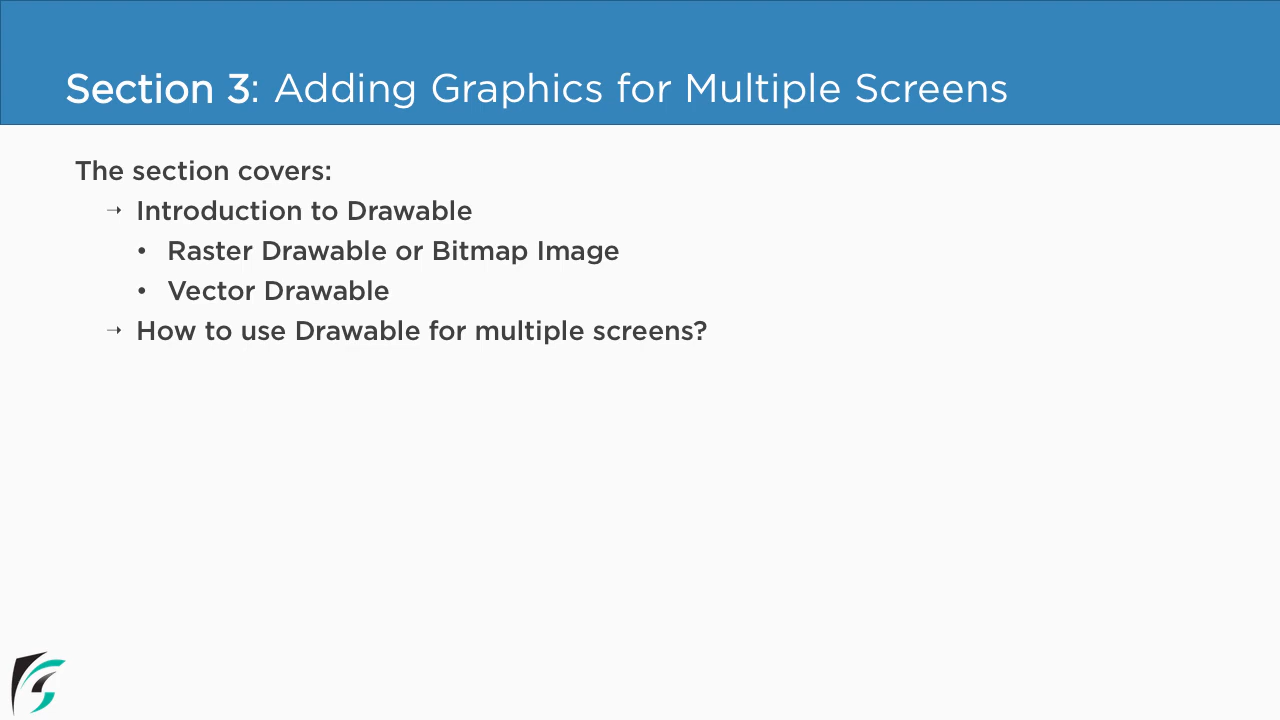 Section 3: Adding Graphics for Multiple Screens
The section covers:
➝ Introduction to Drawable
• Raster Drawable or Bitmap Image
• Vector Drawable
➝ How to use Drawable for multiple screens?